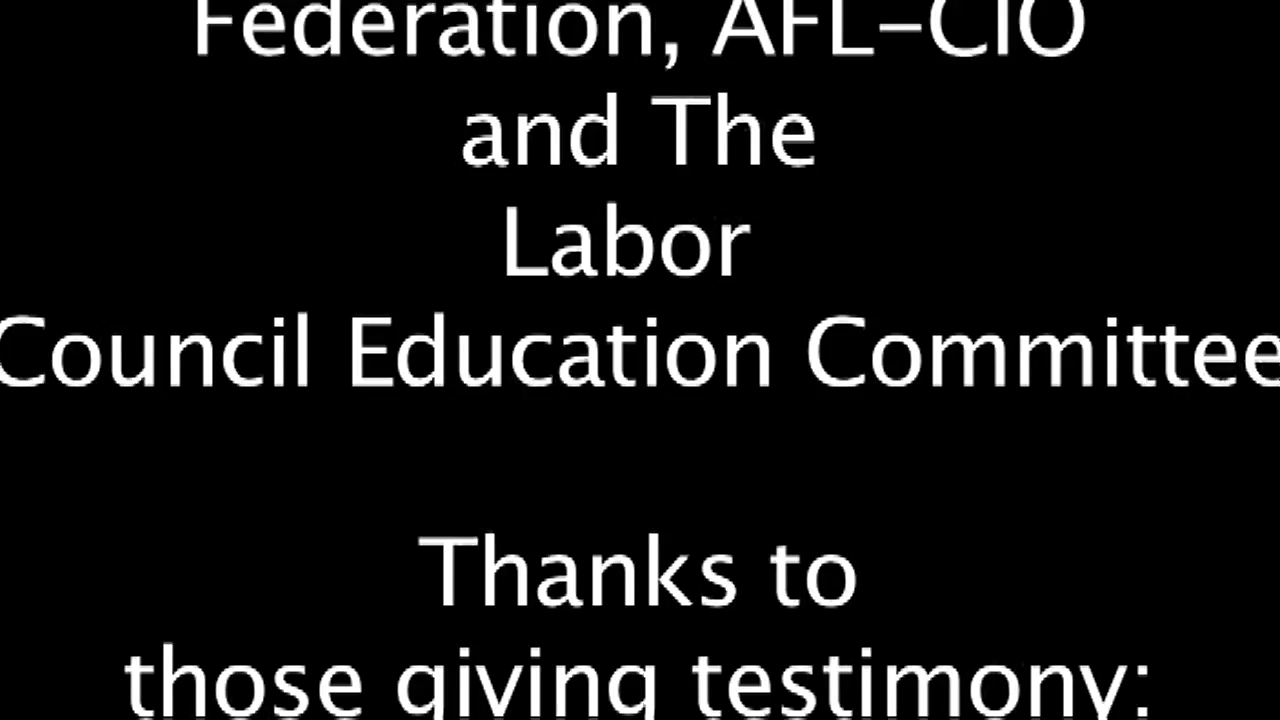 Federation, AFL-CIO
and The
Labor
Council Education Committee
Thanks to
those giving testimony: